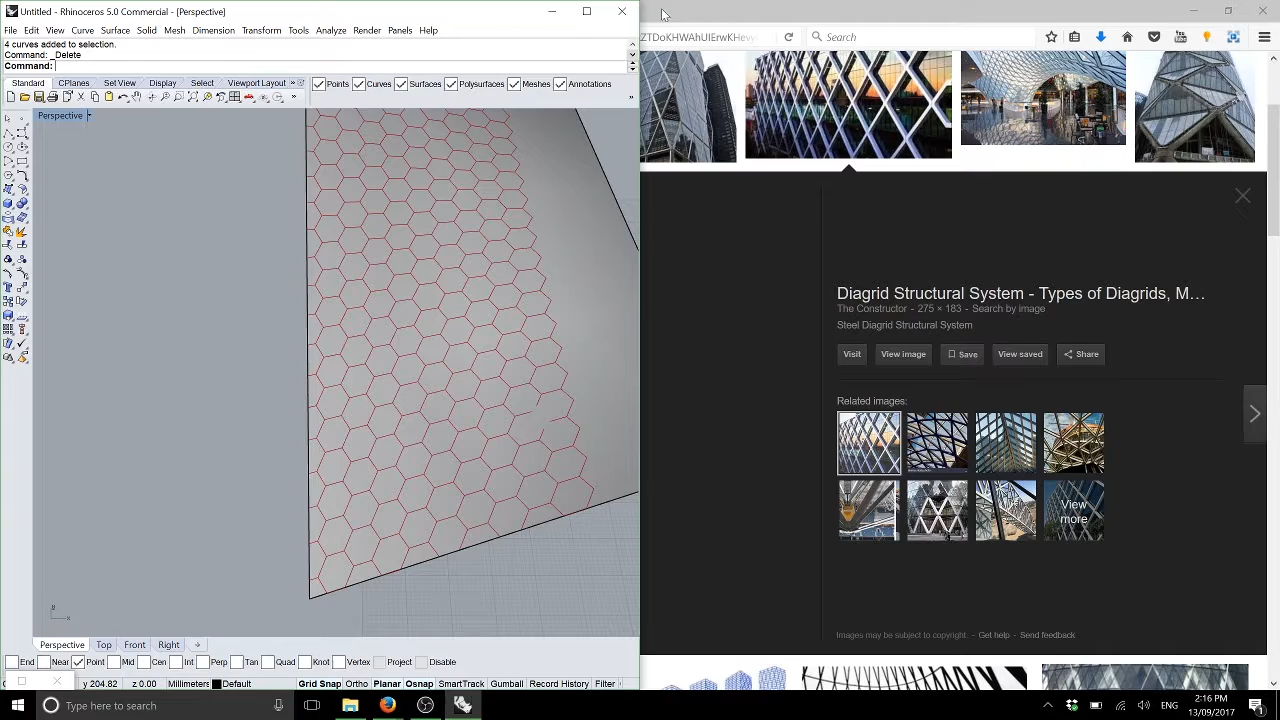 Untitled - Rhinoceros 5.0 Commercial - [Perspective]
File Edit View Curve Surface Solid Mesh Dimension Transform Tools Analyze Render Panels Help
4 curves added to selection.
Command: _Delete
Command:
Standard CPlanes Set View Display Select Viewport Layout
Points Curves Surfaces Polysurfaces Meshes Annotations
Perspective
Search
Diagrid Structural System - Types of Diagrids, M...
The Constructor - 275 × 183 - Search by image
Steel Diagrid Structural System
Visit View image Save View saved Share
Related images:
View more
Images may be subject to copyright. - Get help - Send feedback
Perspective Top Front Right
End Near Point Mid Cen Int Perp Tan Quad Knot Vertex Project Disable
y 204.82 z 0.00 Millimeters Default Grid Snap Ortho Planar Osnap SmartTrack Gumball Record History Filter
Type here to search
ENG
2:16 PM
13/09/2017